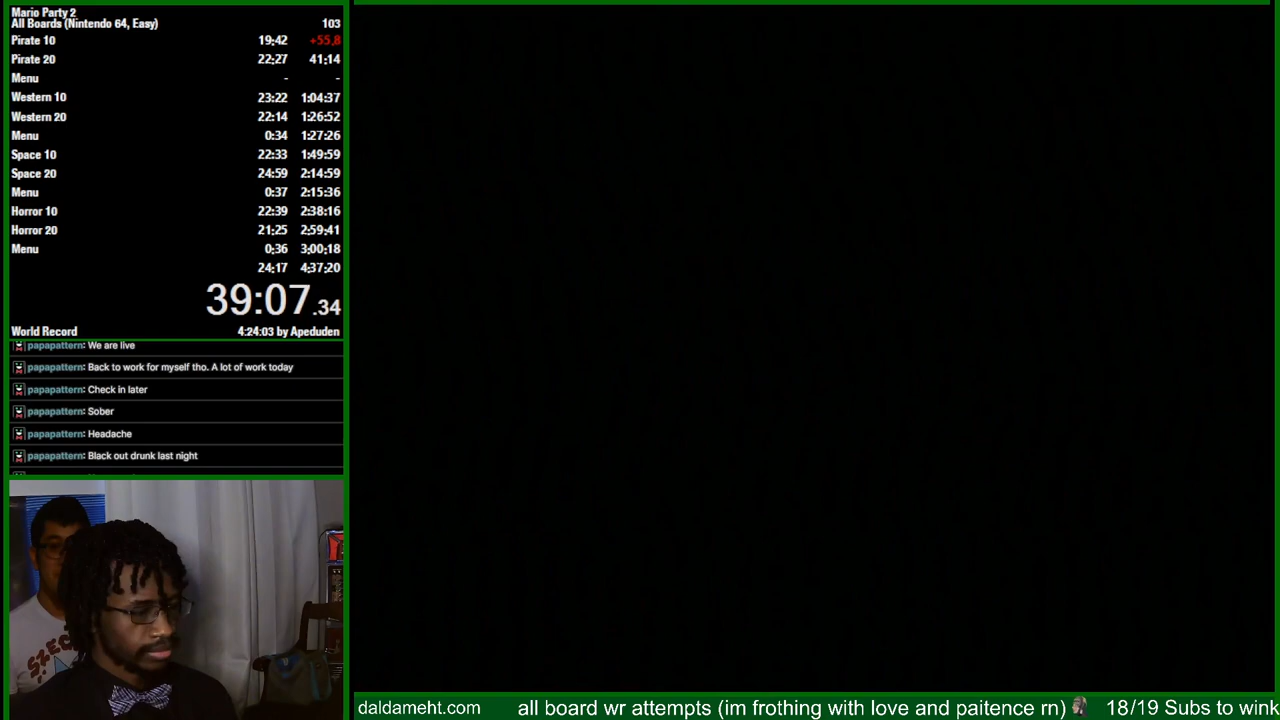 Mario Party 2
All Boards (Nintendo 64, Easy) 103
Pirate 10 19:42 +55.8
Pirate 20 22:27 41:14
Menu - -
Western 10 23:22 1:04:37
Western 20 22:14 1:26:52
Menu 0:34 1:27:26
Space 10 22:33 1:49:59
Space 20 24:59 2:14:59
Menu 0:37 2:15:36
Horror 10 22:39 2:38:16
Horror 20 21:25 2:59:41
Menu 0:36 3:00:18
24:17 4:37:20
39:07.34
World Record 4:24:03 by Apeduden
papapattern: We are live
papapattern: Back to work for myself tho. A lot of work today
papapattern: Check in later
papapattern: Sober
papapattern: Headache
papapattern: Black out drunk last night
daldameht.com all board wr attempts (im frothing with love and paitence rn) 18/19 Subs to wink